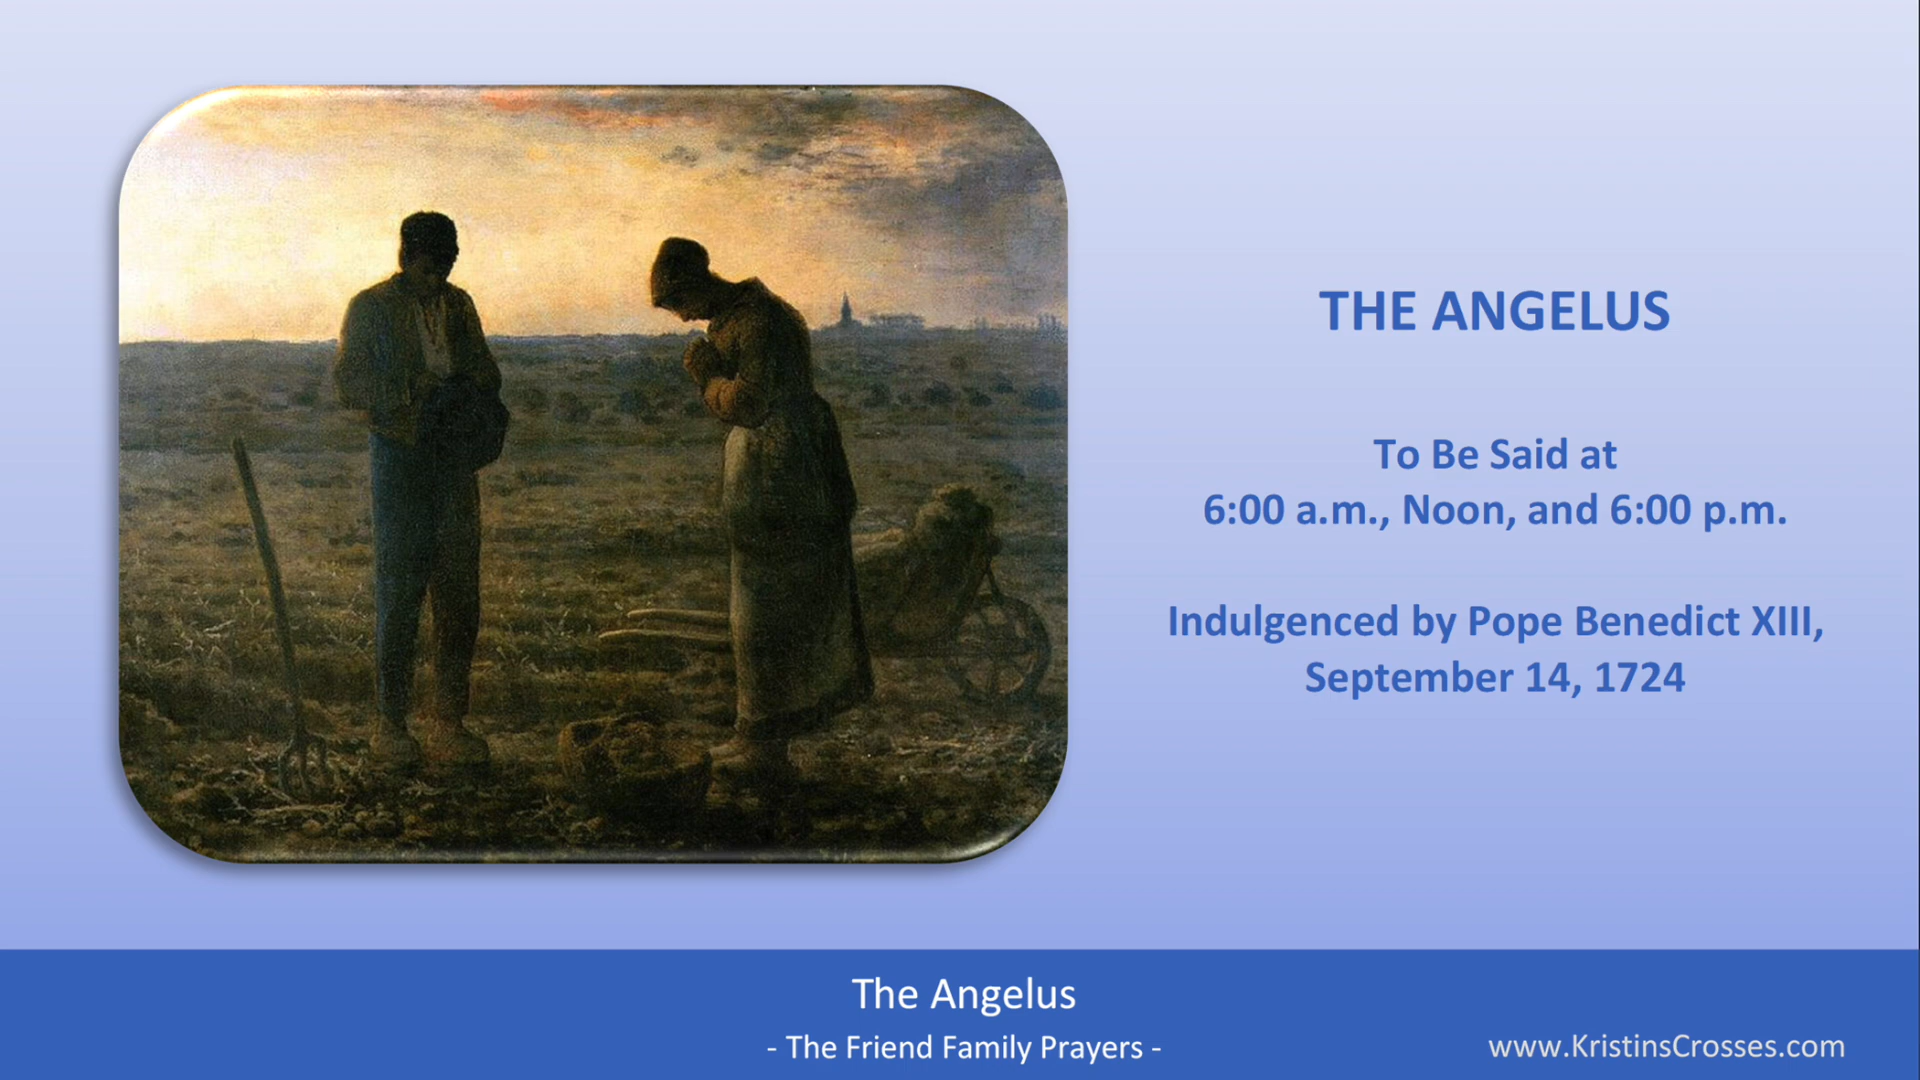 THE ANGELUS
To Be Said at
6:00 a.m., Noon, and 6:00 p.m.
Indulgenced by Pope Benedict XIII,
September 14, 1724
The Angelus
- The Friend Family Prayers -
www.KristinsCrosses.com